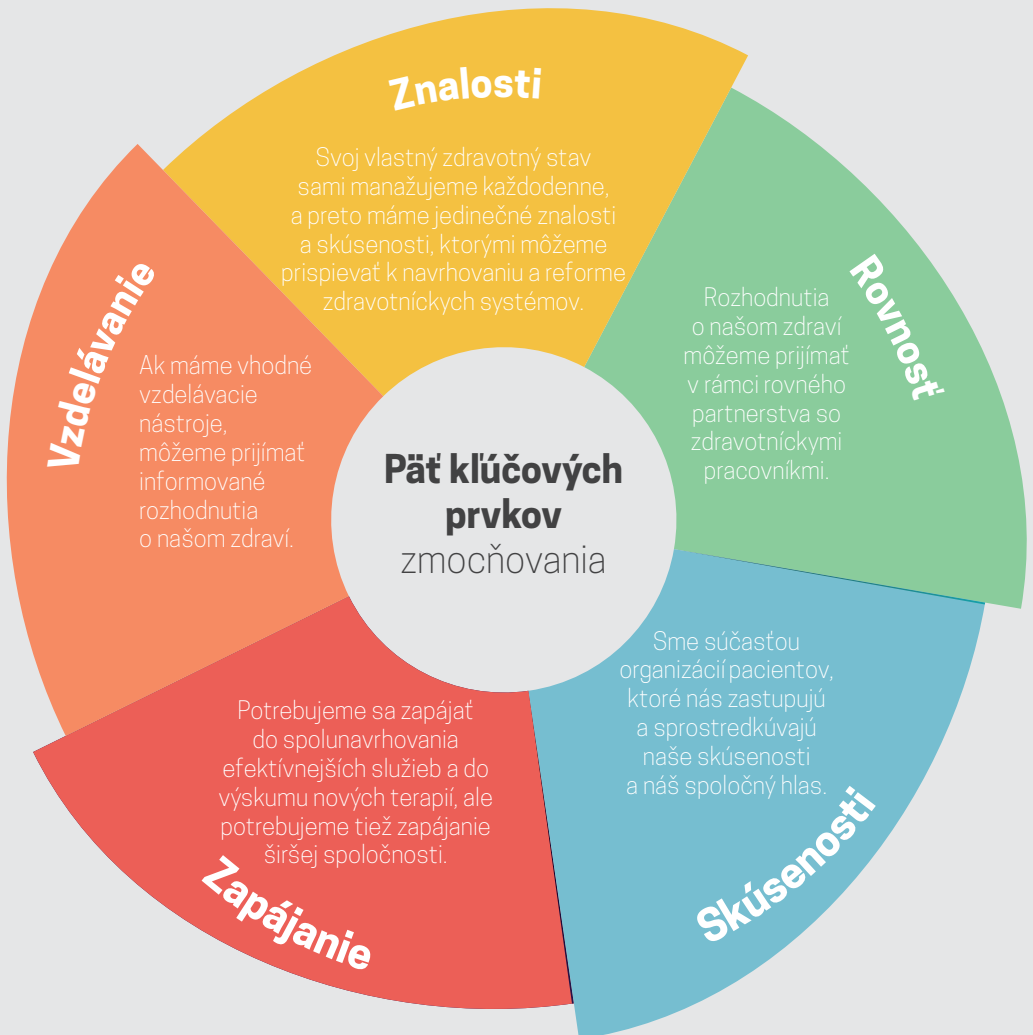 Znalosti
Svoj vlastný zdravotný stav
sami manažujeme každodenne,
a preto máme jedinečné znalosti
a skúsenosti, ktorými môžeme
prispievať k navrhovaniu a reforme
zdravotníckych systémov.
Rovnosť
Rozhodnutia
o našom zdraví
môžeme prijímať
v rámci rovného
partnerstva so
zdravotníckymi
pracovníkmi.
Skúsenosti
Sme súčasťou
organizácií pacientov,
ktoré nás zastupujú
a sprostredkúvajú
naše skúsenosti
a náš spoločný hlas.
Zapájanie
Potrebujeme sa zapájať
do spolunavrhovania
efektívnejších služieb a do
výskumu nových terapií, ale
potrebujeme tiež zapájanie
širšej spoločnosti.
Vzdelávanie
Ak máme vhodné
vzdelávacie
nástroje,
môžeme prijímať
informované
rozhodnutia
o našom zdraví.
Päť kľúčových
prvkov
zmocňovania